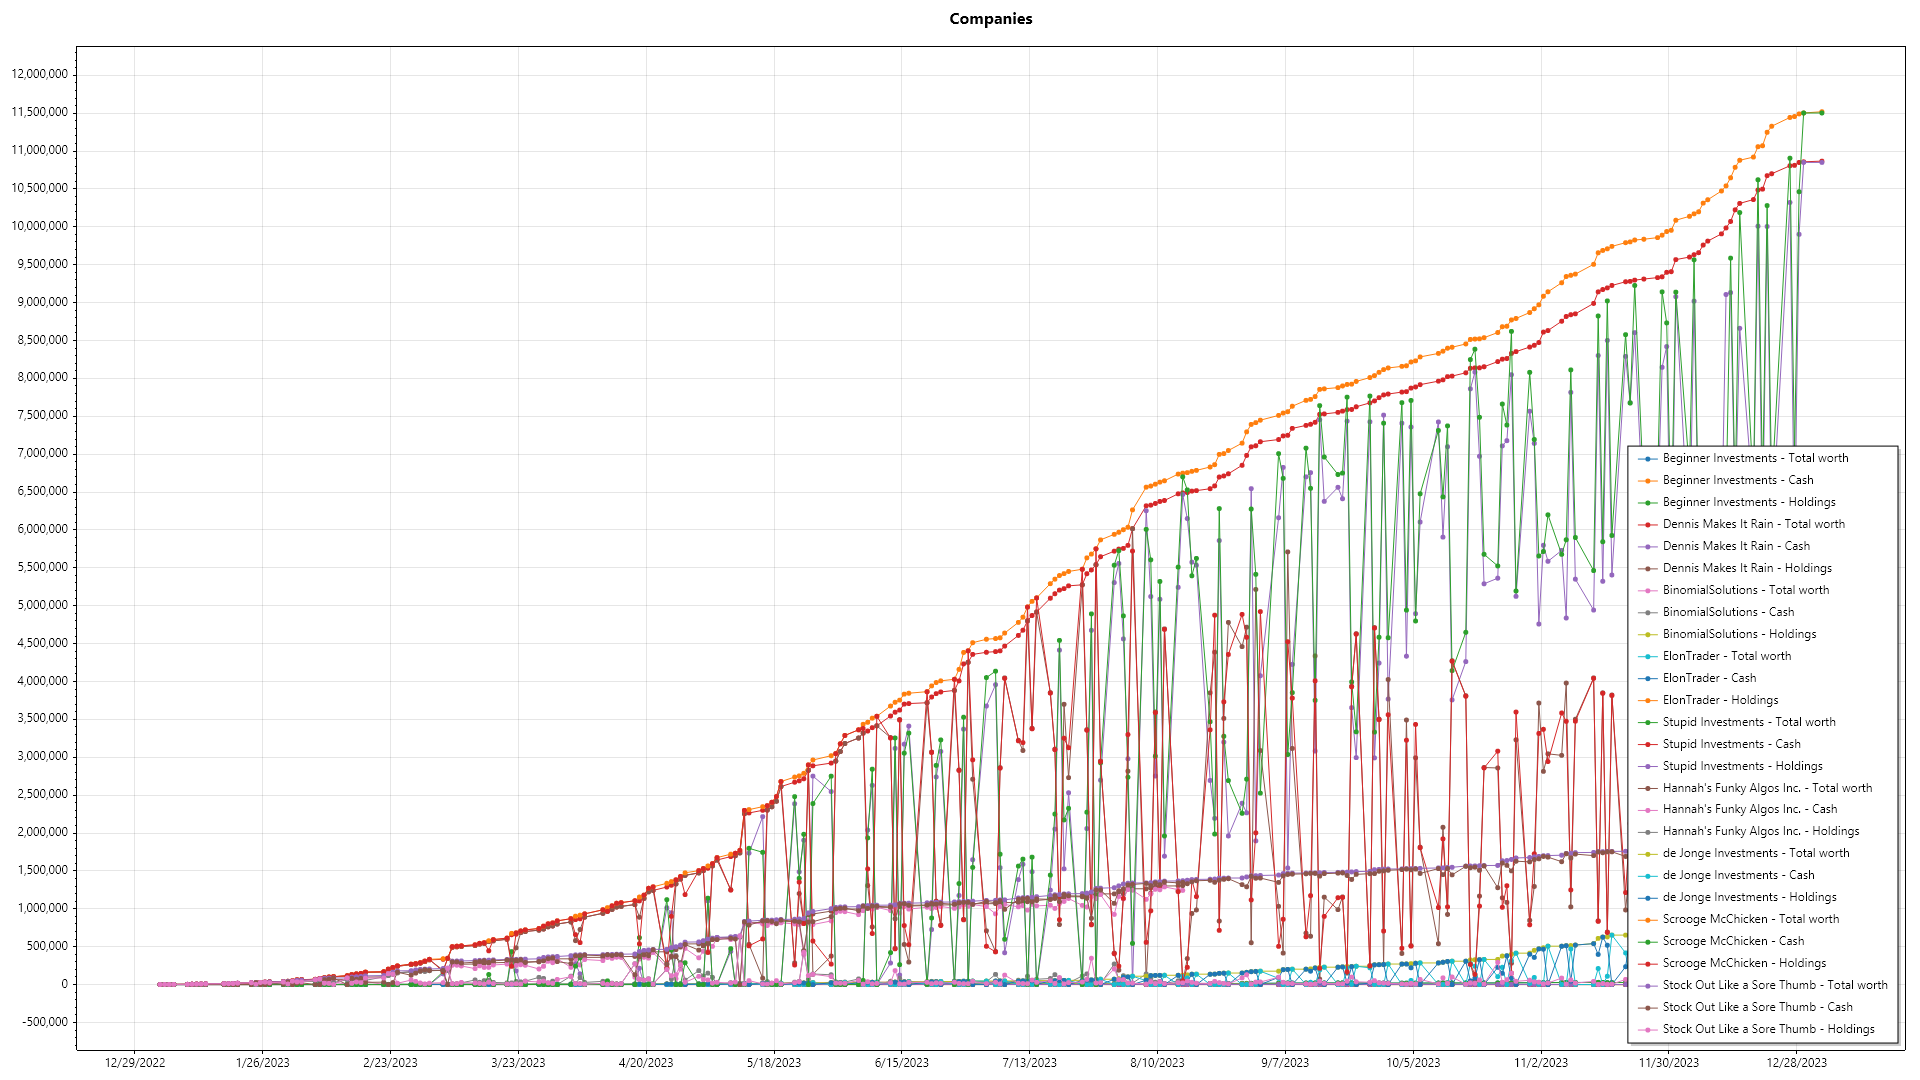 Companies
12,000,000
11,500,000
11,000,000
10,500,000
10,000,000
9,500,000
9,000,000
8,500,000
8,000,000
7,500,000
7,000,000
6,500,000
6,000,000
5,500,000
5,000,000
4,500,000
4,000,000
3,500,000
3,000,000
2,500,000
2,000,000
1,500,000
1,000,000
500,000
0
-500,000
Beginner Investments - Total worth
Beginner Investments - Cash
Beginner Investments - Holdings
Dennis Makes It Rain - Total worth
Dennis Makes It Rain - Cash
Dennis Makes It Rain - Holdings
BinomialSolutions - Total worth
BinomialSolutions - Cash
BinomialSolutions - Holdings
ElonTrader - Total worth
ElonTrader - Cash
ElonTrader - Holdings
Stupid Investments - Total worth
Stupid Investments - Cash
Stupid Investments - Holdings
Hannah's Funky Algos Inc. - Total worth
Hannah's Funky Algos Inc. - Cash
Hannah's Funky Algos Inc. - Holdings
de Jonge Investments - Total worth
de Jonge Investments - Cash
de Jonge Investments - Holdings
Scrooge McChicken - Total worth
Scrooge McChicken - Cash
Scrooge McChicken - Holdings
Stock Out Like a Sore Thumb - Total worth
Stock Out Like a Sore Thumb - Cash
Stock Out Like a Sore Thumb - Holdings
12/29/2022 1/26/2023 2/23/2023 3/23/2023 4/20/2023 5/18/2023 6/15/2023 7/13/2023 8/10/2023 9/7/2023 10/5/2023 11/2/2023 11/30/2023 12/28/2023